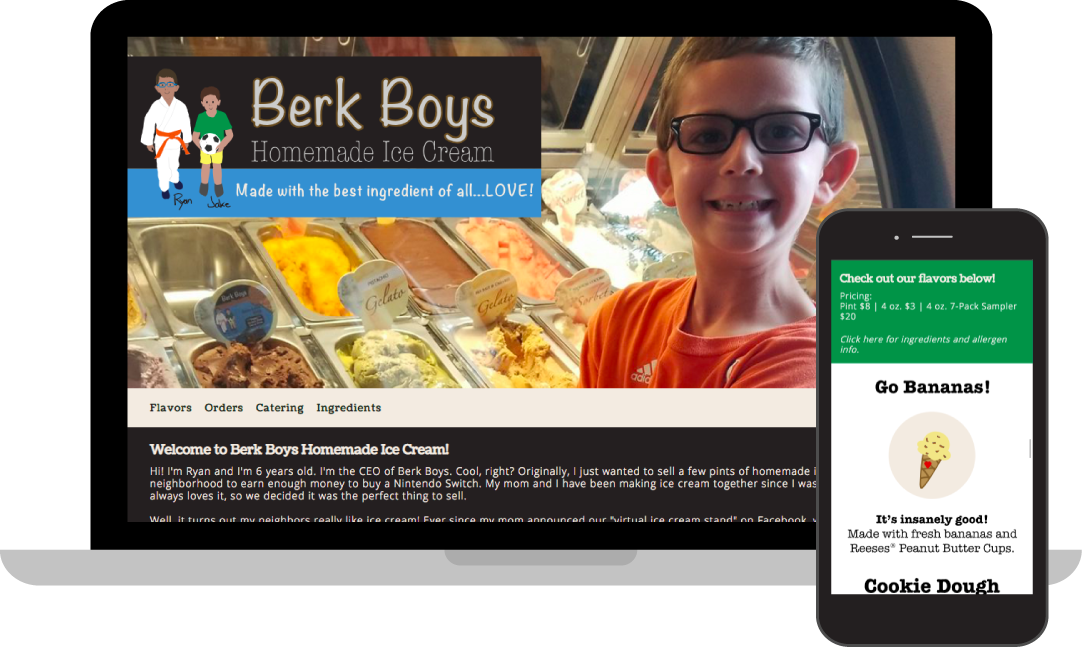 Berk Boys
Homemade Ice Cream
Made with the best ingredient of all...LOVE!
Ryan Jake
Berk Boys
Gelato
Gelato
Sorbetto
Flavors Orders Catering Ingredients
Welcome to Berk Boys Homemade Ice Cream!
Hi! I'm Ryan and I'm 6 years old. I'm the CEO of Berk Boys. Cool, right? Originally, I just wanted to sell a few pints of homemade i
neighborhood to earn enough money to buy a Nintendo Switch. My mom and I have been making ice cream together since I was
always loves it, so we decided it was the perfect thing to sell.
Well, it turns out my neighbors really like ice cream! Ever since my mom announced our "virtual ice cream stand" on Facebook,
adidas
Check out our flavors below!
Pricing:
Pint $8 | 4 oz. $3 | 4 oz. 7-Pack Sampler
$20
Click here for ingredients and allergen
info.
Go Bananas!
It's insanely good!
Made with fresh bananas and
Reeses® Peanut Butter Cups.
Cookie Dough